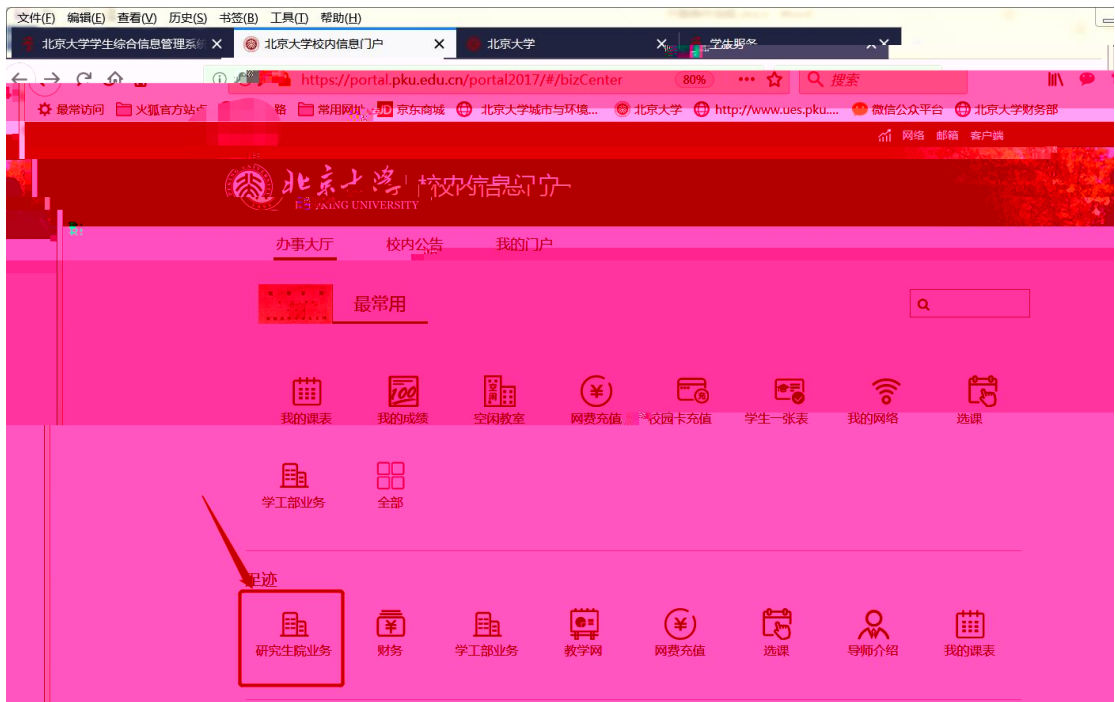 文件(F) 编辑(E) 查看(V) 历史(S) 书签(B) 工具(T) 帮助(H)
北京大学学生综合信息管理系统 北京大学校内信息门户 北京大学
https://portal.pku.edu.cn/portal2017/#/bizCenter 80% 搜索
最常访问 火狐官方站点 常用网址 JD 京东商城 北京大学城市与环境... 北京大学 http://www.ues.pku.... 微信公众平台 北京大学财务部
网络 邮箱 客户端
北京大学 校内信息门户
UNIVERSITY
办事大厅 校内公告 我的门户
最常用
我的课表 我的成绩 空闲教室 网费充值 校园卡充值 学生一张表 我的网络 选课
学工部业务 全部
足迹
研究生院业务 财务 学工部业务 教学网 网费充值 选课 导师介绍 我的课表